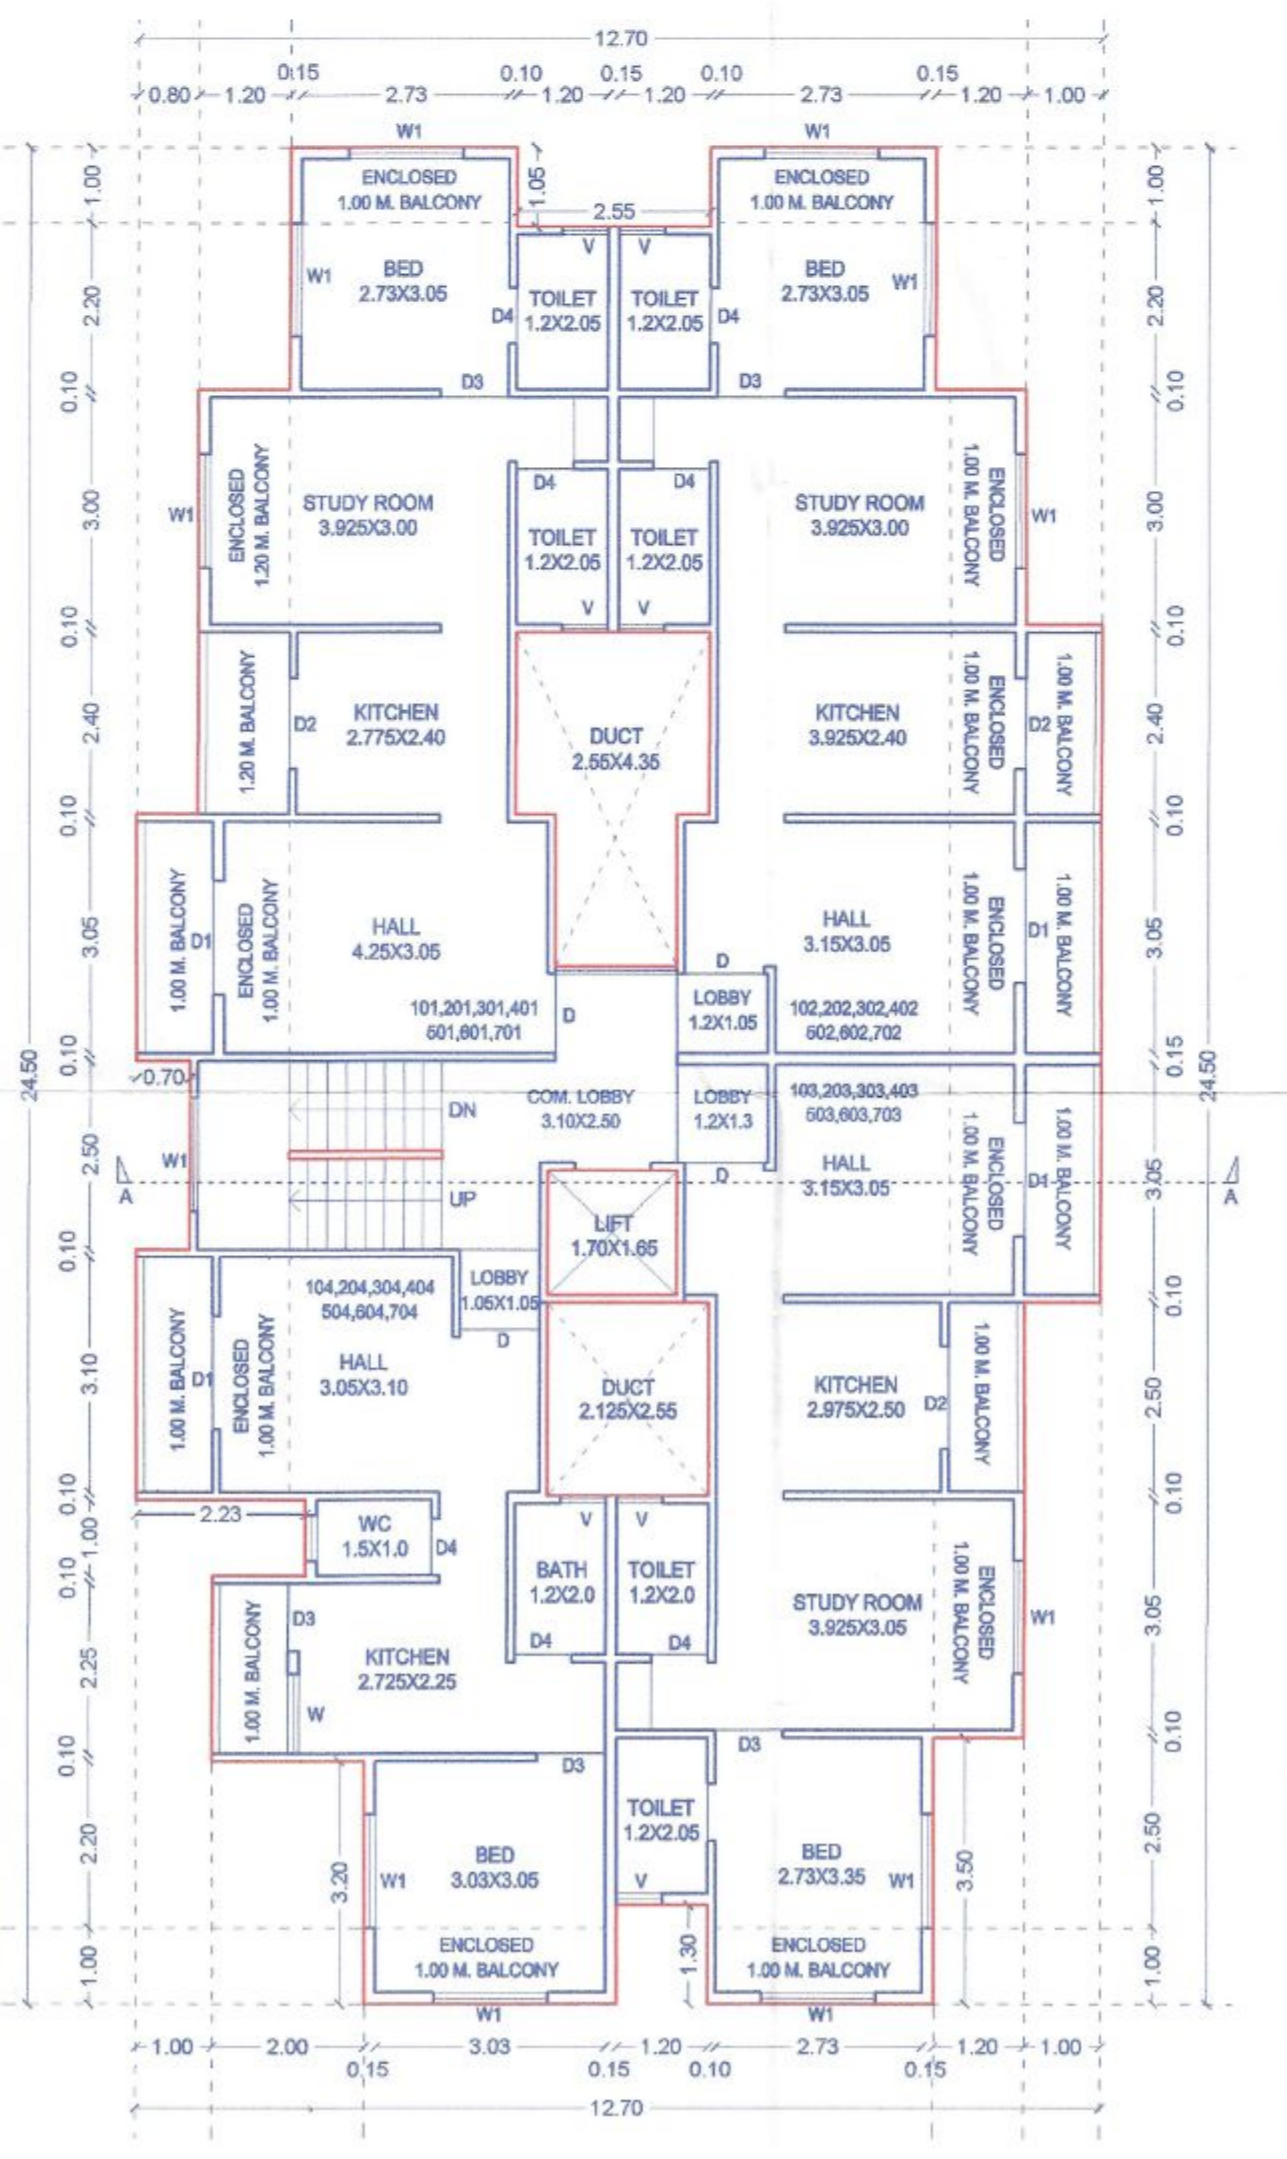 12.70
0.15 0.10 0.15 0.10 0.15
0.80 1.20 2.73 1.20 1.20 2.73 1.20 1.00
W1 W1
ENCLOSED
1.00 M. BALCONY
ENCLOSED
1.00 M. BALCONY
1.00
1.05
2.55
1.00
V V
W1
BED
2.73X3.05
BED
2.73X3.05
W1
2.20
D4
TOILET
1.2X2.05
TOILET
1.2X2.05
D4
2.20
D3 D3
0.10
0.10
D4 D4
W1
ENCLOSED
1.20 M. BALCONY
STUDY ROOM
3.925X3.00
TOILET
1.2X2.05
TOILET
1.2X2.05
STUDY ROOM
3.925X3.00
ENCLOSED
1.00 M. BALCONY
W1
3.00
3.00
V V
0.10
0.10
1.20 M. BALCONY
D2
KITCHEN
2.775X2.40
DUCT
2.55X4.35
KITCHEN
3.925X2.40
ENCLOSED
1.00 M. BALCONY
D2
1.00 M. BALCONY
2.40
2.40
0.10
0.10
1.00 M. BALCONY
D1
ENCLOSED
1.00 M. BALCONY
HALL
4.25X3.05
HALL
3.15X3.05
ENCLOSED
1.00 M. BALCONY
D1
1.00 M. BALCONY
3.05
3.05
D
101,201,301,401
501,601,701
D
LOBBY
1.2X1.05
102,202,302,402
502,602,702
24.50
0.10
0.15
24.50
0.70
DN
COM. LOBBY
3.10X2.50
LOBBY
1.2X1.3
103,203,303,403
503,603,703
2.50
W1
A
UP
D
HALL
3.15X3.05
ENCLOSED
1.00 M. BALCONY
D1
1.00 M. BALCONY
3.05
A
LIFT
1.70X1.65
0.10
0.10
104,204,304,404
504,604,704
LOBBY
1.05X1.05
D
1.00 M. BALCONY
D1
ENCLOSED
1.00 M. BALCONY
HALL
3.05X3.10
DUCT
2.125X2.55
KITCHEN
2.975X2.50
D2
1.00 M. BALCONY
3.10
2.50
0.10
0.10
2.23
WC
1.5X1.0
D4
V V
1.00
0.10
BATH
1.2X2.0
TOILET
1.2X2.0
STUDY ROOM
3.925X3.05
ENCLOSED
1.00 M. BALCONY
W1
3.05
1.00 M. BALCONY
D3
D4 D4
KITCHEN
2.725X2.25
W
2.25
0.10
0.10
D3
D3
TOILET
1.2X2.05
V
3.20
W1
BED
3.03X3.05
BED
2.73X3.35
W1
3.50
2.20
2.50
ENCLOSED
1.00 M. BALCONY
1.30
ENCLOSED
1.00 M. BALCONY
1.00
1.00
W1 W1
1.00 2.00 3.03 1.20 2.73 1.20 1.00
0.15 0.15 0.10 0.15
12.70